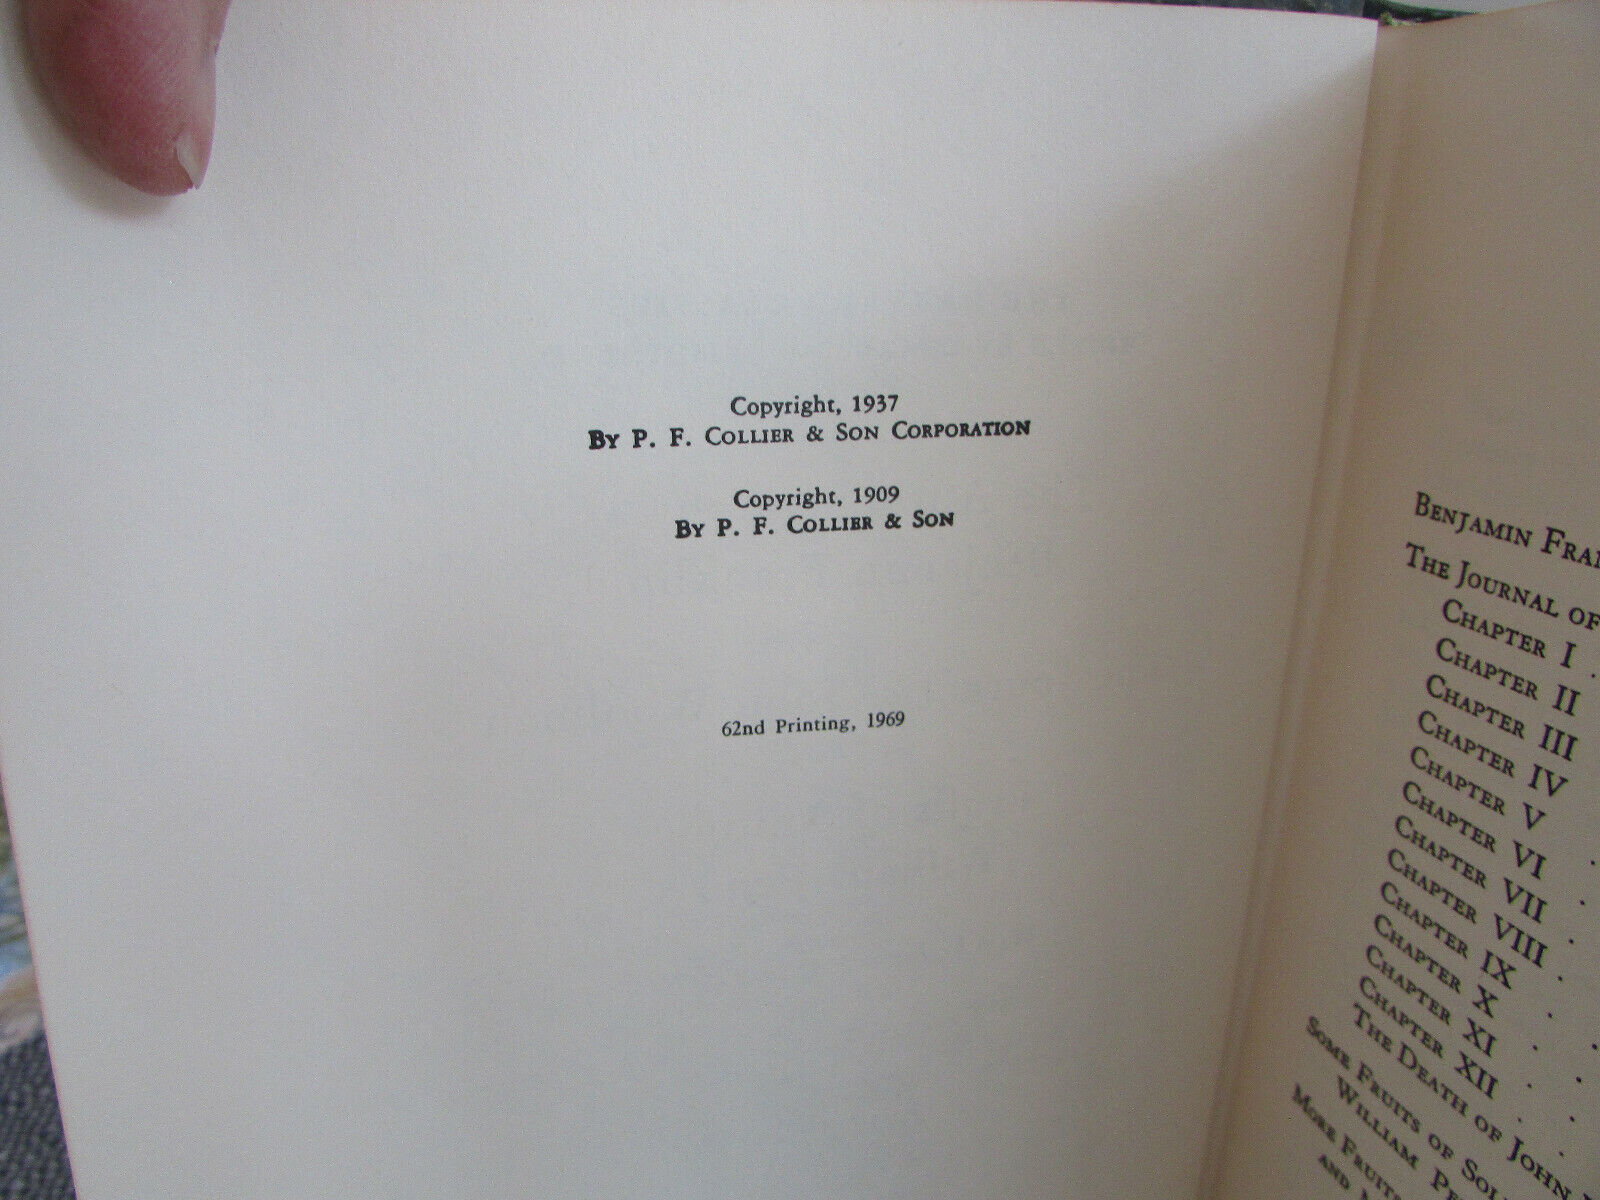 Copyright, 1937
By P. F. Collier & Son Corporation
Copyright, 1909
By P. F. Collier & Son
62nd Printing, 1969
Benjamin
The Journal of
Chapter I .
Chapter II
Chapter III
Chapter IV
Chapter V
Chapter VI .
Chapter VII .
Chapter VIII .
Chapter IX .
Chapter X .
Chapter XI . .
Chapter XII . .
The Death of John
Some Fruits of
William
More Fruits
and